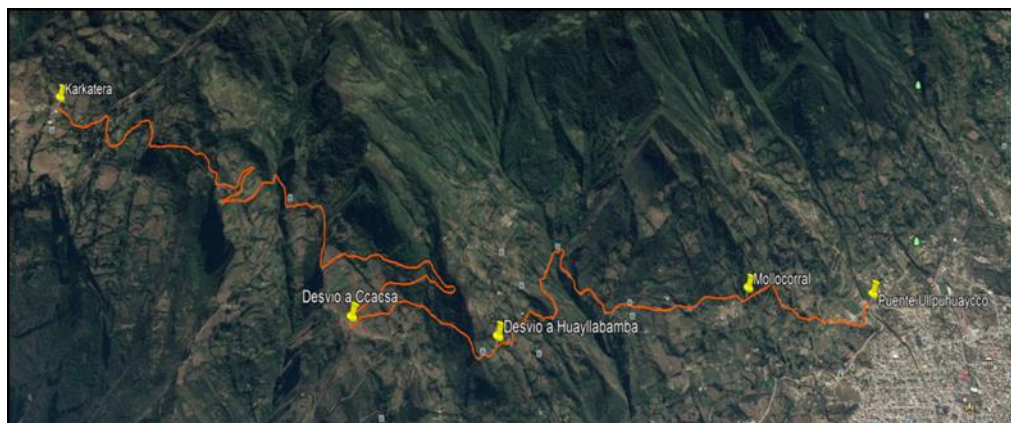 Karkatera
Desvio a Ccacsa
Desvio a Huayllabamba
Mollocorral
Puente Ullpuhuaycco